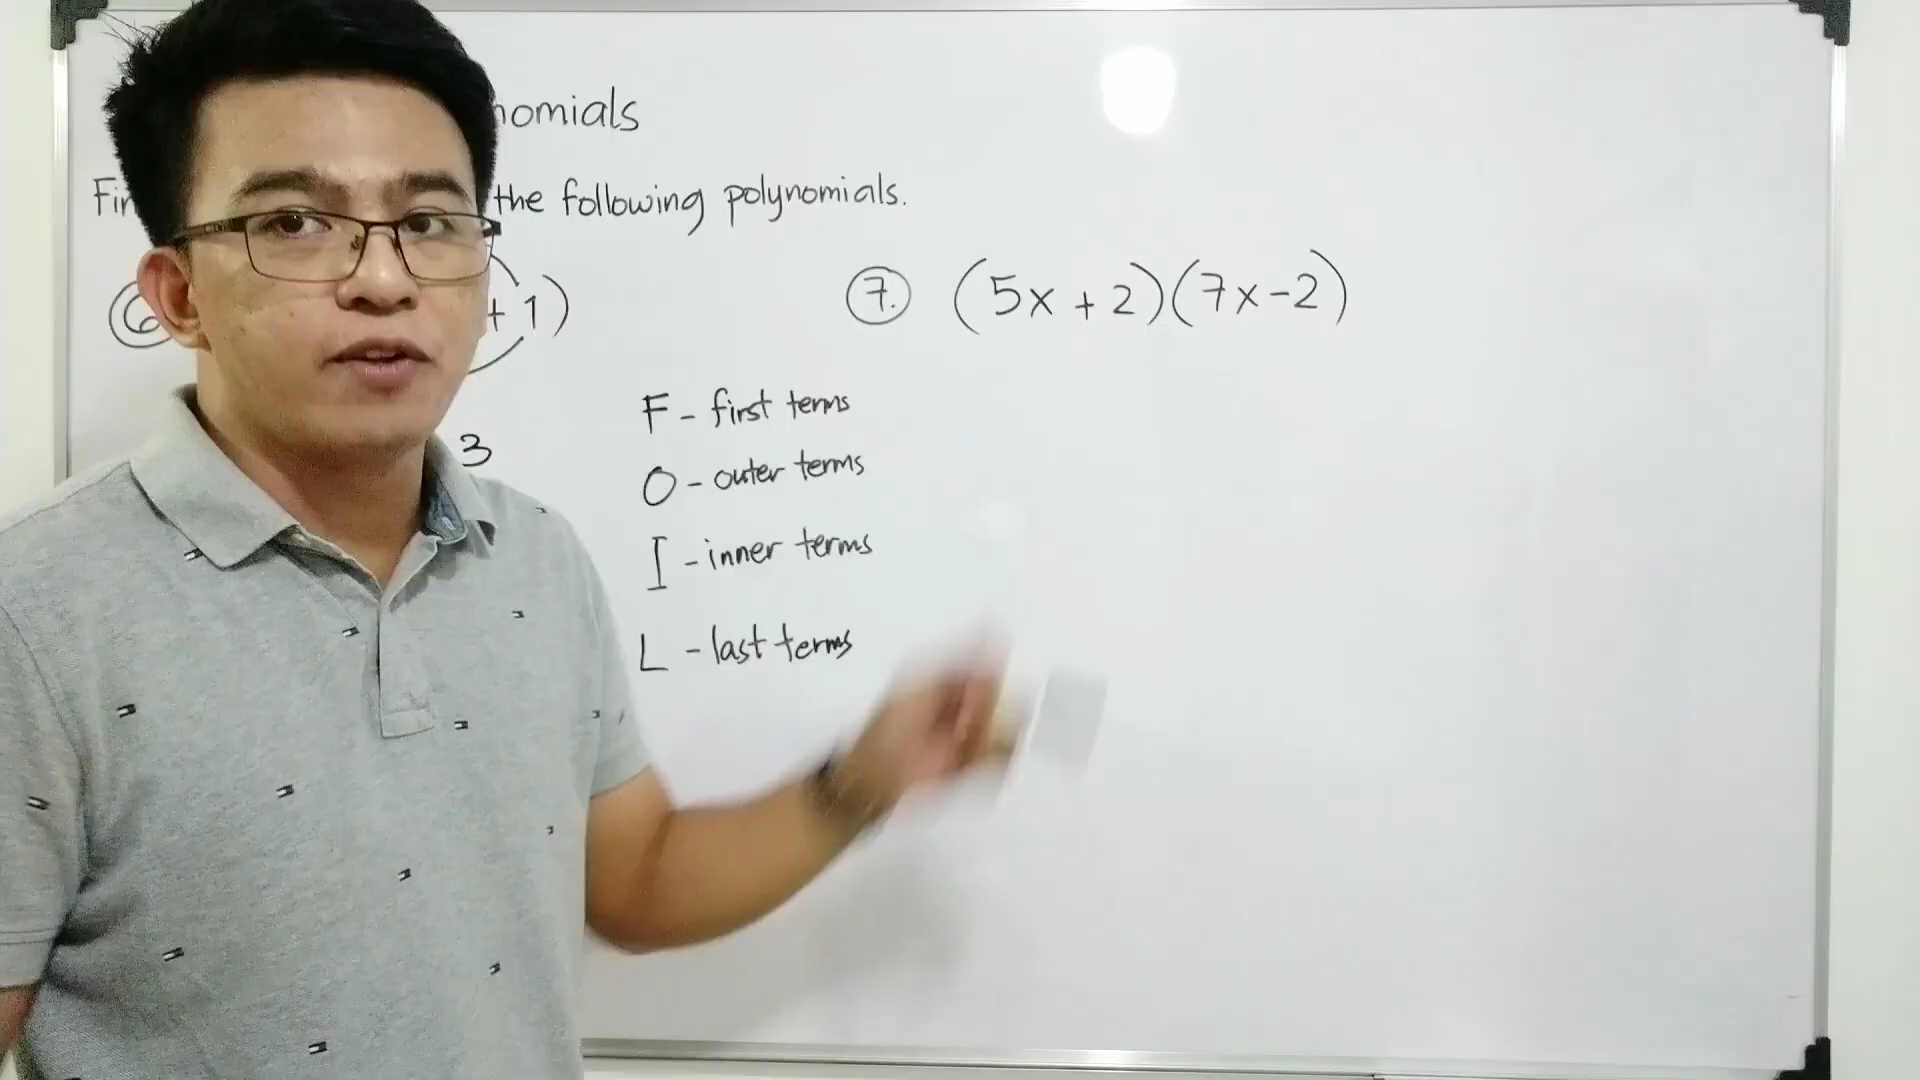 nomials
Fin the following polynomials.
6 + 1)
7. (5x + 2)(7x - 2)
3
F - first terms
O - outer terms
I - inner terms
L - last terms